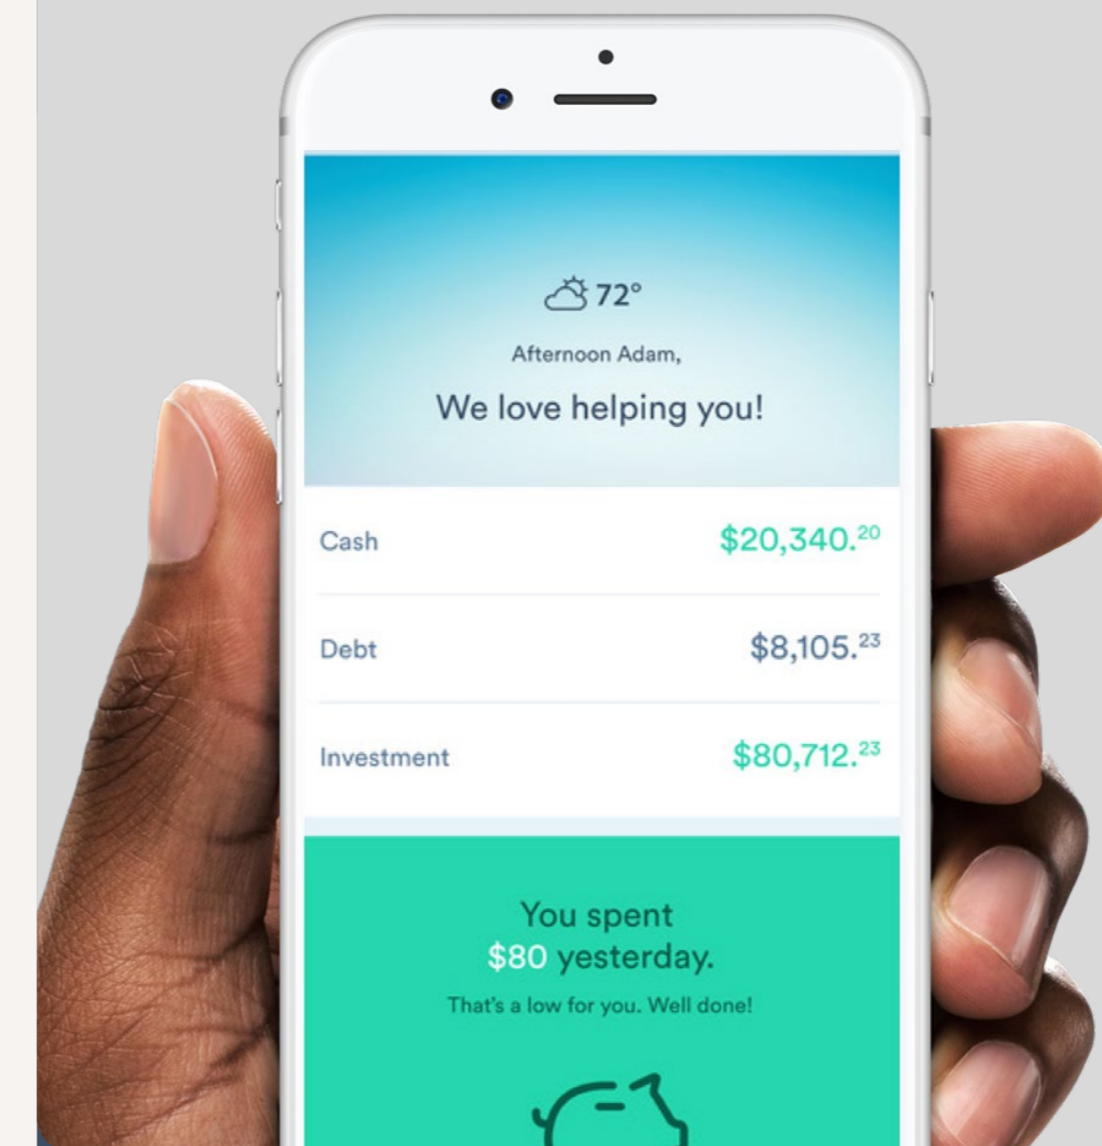 72°
Afternoon Adam,
We love helping you!
Cash $20,340.20
Debt $8,105.23
Investment $80,712.23
You spent
$80 yesterday.
That's a low for you. Well done!